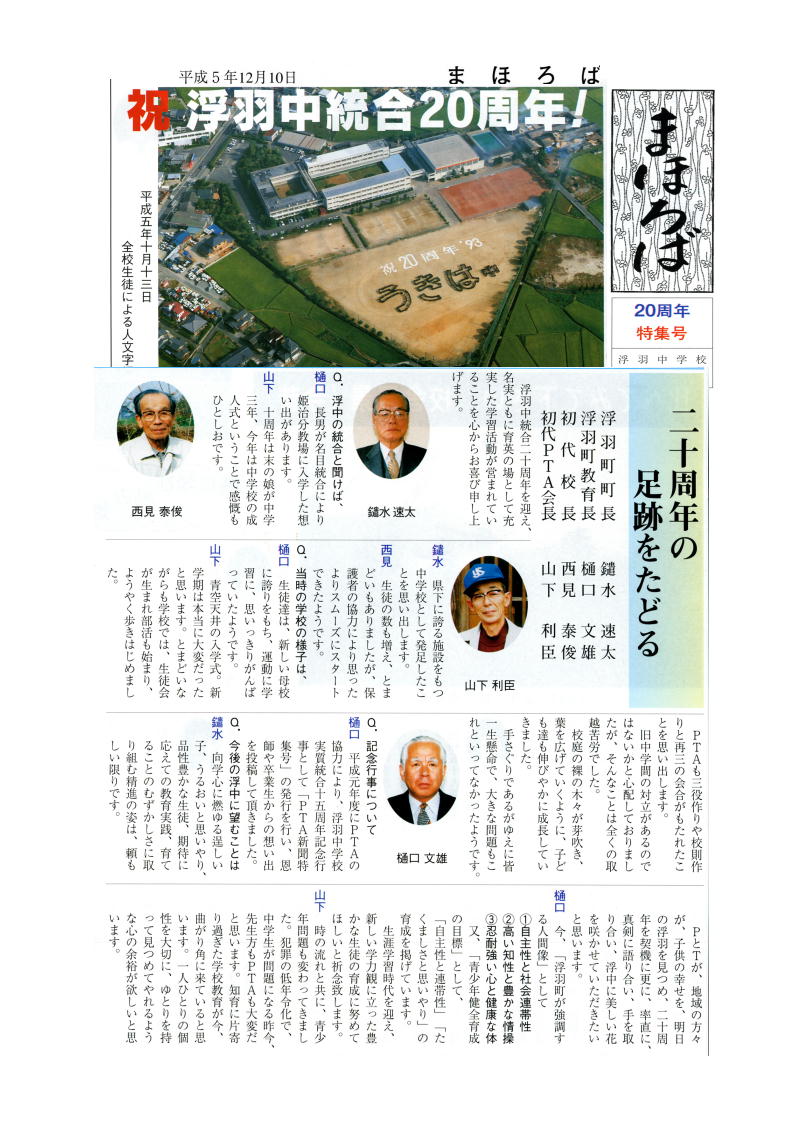 平成5年12月10日
まほろば
祝 浮羽中統合20周年!
まほろば
20周年
特集号
浮羽中学校
平成五年十月十三日
全校生徒による人文字
祝20周年'93
うきは中
二十周年の
足跡をたどる
浮羽町町長 鑓水 速太
浮羽町教育長 樋口 文雄
初代校長 西見 泰俊
初代PTA会長 山下 利臣
浮羽中統合二十周年を迎え、
名実ともに育英の場として充
実した学習活動が営まれてい
ることを心からお喜び申し上
げます。
鑓水 速太
Q、浮中の統合と聞けば、
樋口 長男が名目統合により
姫治分教場に入学した想
い出があります。
山下 十周年は末の娘が中学
三年、今年は中学校の成
人式ということで感慨も
ひとしおです。
西見 泰俊
山下 利臣
鑓水 県下に誇る施設をもつ
中学校として発足したこ
とを思い出します。
西見 生徒の数も増え、とま
どいもありましたが、保
護者の協力により思った
よりスムーズにスタート
できたようです。
Q、当時の学校の様子は、
樋口 生徒達は、新しい母校
に誇りをもち、運動に学
習に、思いっきりがんば
っていたようです。
山下 青空天井の入学式。新
学期は本当に大変だった
と思います。とまどいな
がらも学校では、生徒会
が生まれ部活も始まり、
ようやく歩きはじめまし
た。
PTAも三役作りや校則作
りと再三の会合がもたれたこ
とを思い出します。
旧中学間の対立があるので
はないかと心配しておりまし
たが、そんなことは全くの取
越苦労でした。
校庭の裸の木々が芽吹き、
葉を広げていくように、子ど
も達も伸びやかに成長してい
きました。
手さぐりであるがゆえに皆
一生懸命で、大きな問題もこ
れといってなかったようです。
樋口 文雄
Q、記念行事について
樋口 平成元年度にPTAの
協力により、浮羽中学校
実質統合十五周年記念行
事として「PTA新聞特
集号」の発行を行い、恩
師や卒業生からの想い出
を投稿して頂きました。
Q、今後の浮中に望むことは
鑓水 向学心に燃ゆる逞しい
子、うるおいと思いやり、
品性豊かな生徒、期待に
応えての教育実践、育て
ることのむずかしさに取
り組む精進の姿は、頼も
しい限りです。
PとTが、地域の方々
が、子供の幸せを、明日
の浮羽を見つめ、二十周
年を契機に更に、率直に、
真剣に語り合い、手を取
り合い、浮中に美しい花
を咲かせていただきたい
と思います。
樋口 今、「浮羽町が強調す
る人間像」として
①自主性と社会連帯性
②高い知性と豊かな情操
③忍耐強い心と健康な体
又、「青少年健全育成
の目標」として、
「自主性と連帯性」「た
くましさと思いやり」の
育成を掲げています。
生涯学習時代を迎え、
新しい学力観に立った豊
かな生徒の育成に努めて
ほしいと祈念致します。
山下 時の流れと共に、青少
年問題も変わってきまし
た。犯罪の低年令化で、
中学生が問題になる昨今、
先生方もPTAも大変だ
と思います。知育に片寄
り過ぎた学校教育が今、
曲がり角に来ていると思
います。一人ひとりの個
性を大切に、ゆとりを持
って見つめてやれるよう
な心の余裕が欲しいと思
います。